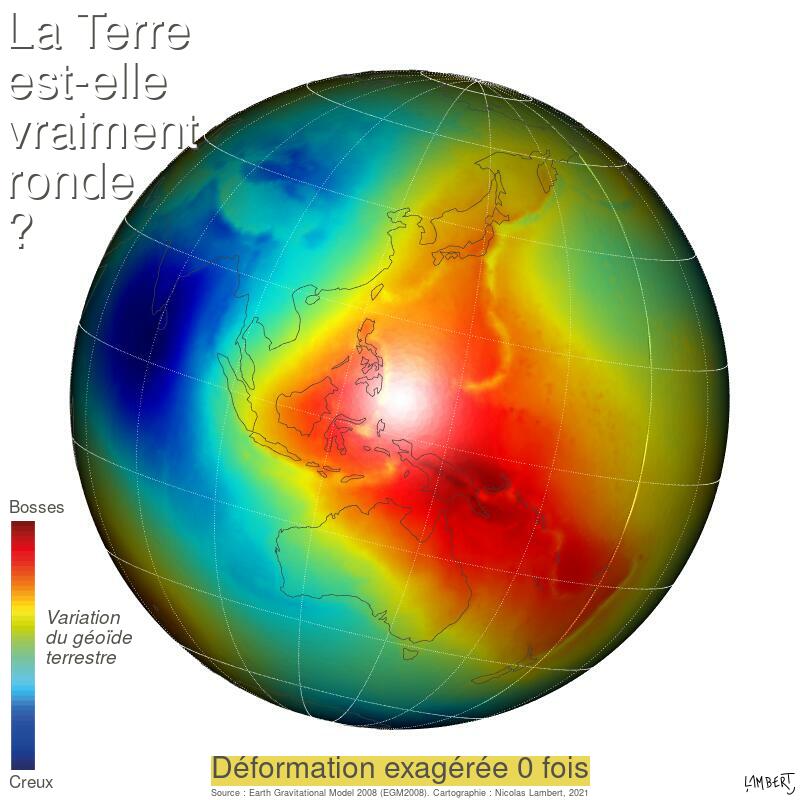 La Terre
est-elle
vraiment
ronde
?
Bosses
Variation
du géoïde
terrestre
Creux
Déformation exagérée 0 fois
Source : Earth Gravitational Model 2008 (EGM2008). Cartographie : Nicolas Lambert, 2021
LAMBERT